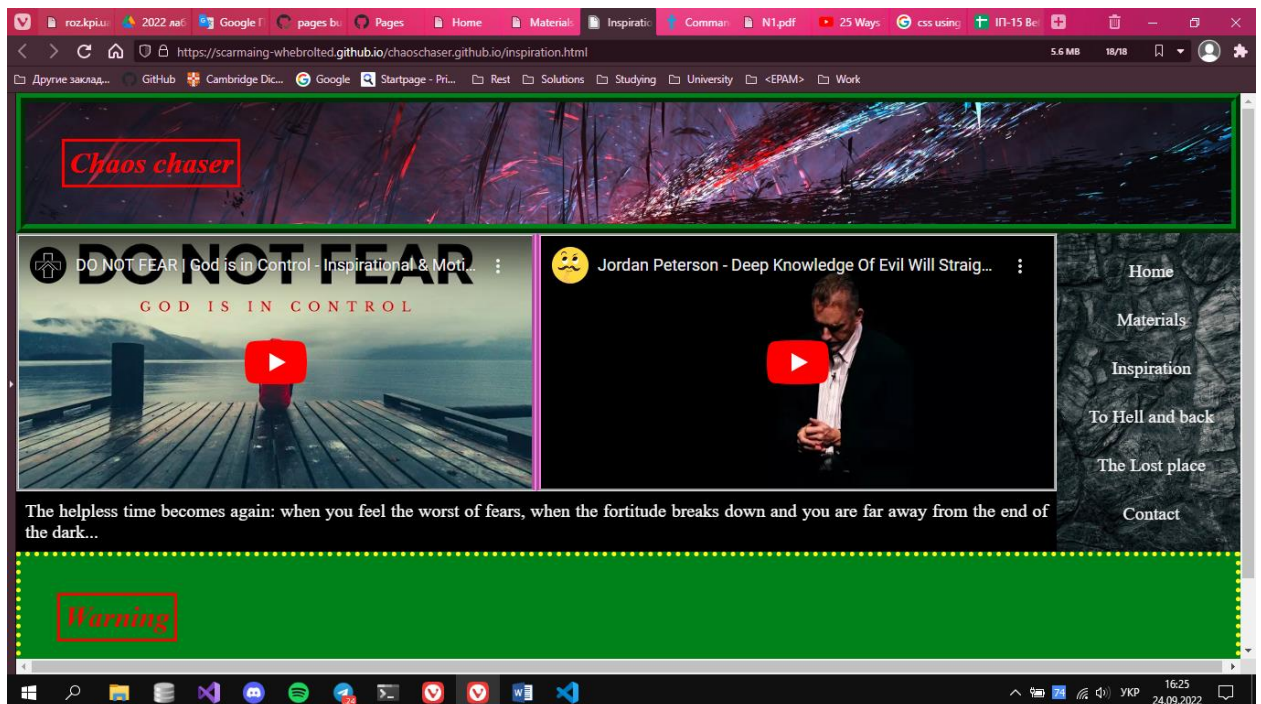 roz.kpi.ua 2022 лаб Google П pages bu Pages Home Materials Inspiratio Comman N1.pdf 25 Ways css using ІП-15 Ве
https://scarmaing-whebrolted.github.io/chaoschaser.github.io/inspiration.html 5.6 MB 18/18
Другие заклад... GitHub Cambridge Dic... Google Startpage - Pri... Rest Solutions Studying University <EPAM> Work
Chaos chaser
DO NOT FEAR
DO NOT FEAR | God is in Control - Inspirational & Moti...
GOD IS IN CONTROL
Jordan Peterson - Deep Knowledge Of Evil Will Straig...
Home
Materials
Inspiration
To Hell and back
The Lost place
Contact
The helpless time becomes again: when you feel the worst of fears, when the fortitude breaks down and you are far away from the end of
the dark...
Warning
24
74 УКР 16:25
24.09.2022